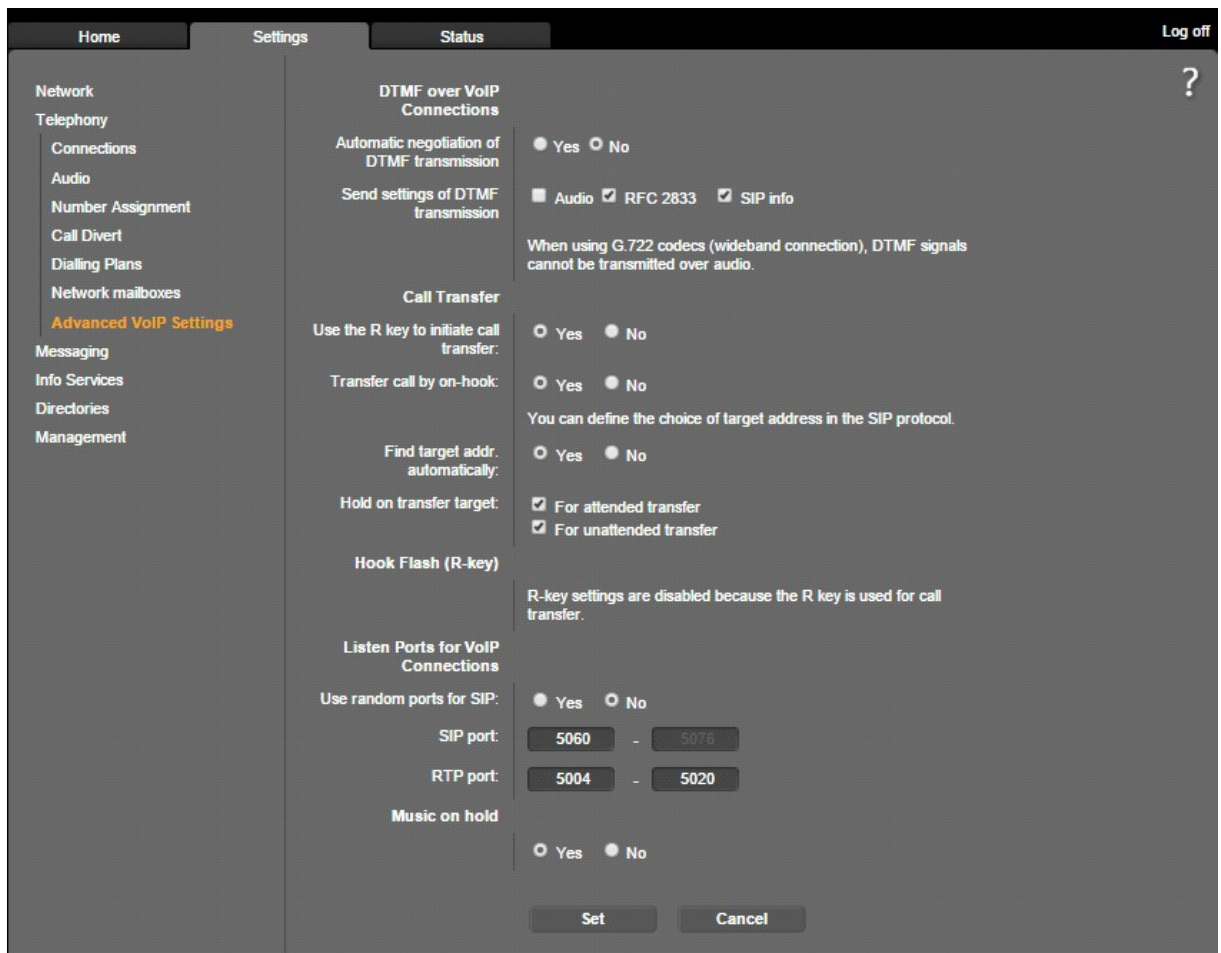 Home
Settings
Status
Log off
?
Network
Telephony
Connections
Audio
Number Assignment
Call Divert
Dialling Plans
Network mailboxes
Advanced VoIP Settings
Messaging
Info Services
Directories
Management
DTMF over VoIP
Connections
Automatic negotiation of
DTMF transmission
Yes No
Send settings of DTMF
transmission
Audio RFC 2833 SIP info
When using G.722 codecs (wideband connection), DTMF signals
cannot be transmitted over audio.
Call Transfer
Use the R key to initiate call
transfer:
Yes No
Transfer call by on-hook:
Yes No
You can define the choice of target address in the SIP protocol.
Find target addr.
automatically:
Yes No
Hold on transfer target:
For attended transfer
For unattended transfer
Hook Flash (R-key)
R-key settings are disabled because the R key is used for call
transfer.
Listen Ports for VoIP
Connections
Use random ports for SIP:
Yes No
SIP port:
5060 - 5076
RTP port:
5004 - 5020
Music on hold
Yes No
Set
Cancel